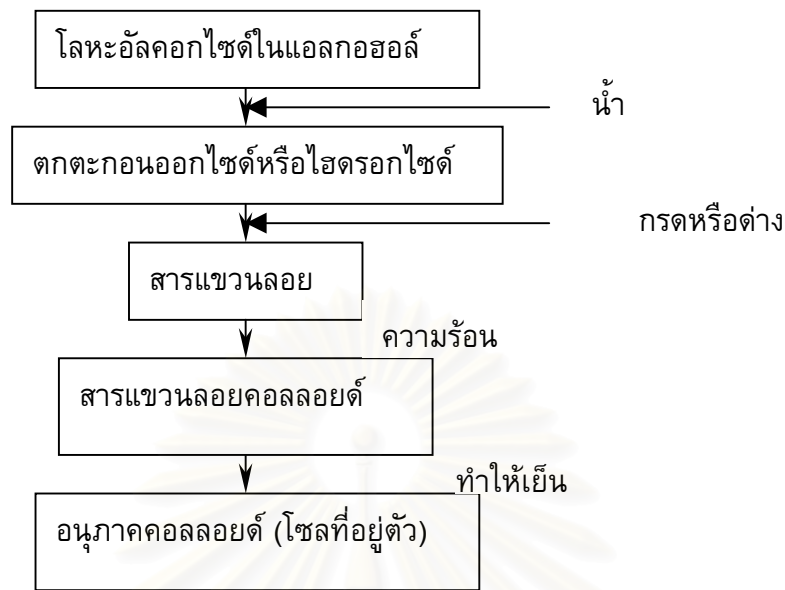 โลหะอัลคอกไซด์ในแอลกอฮอล์
น้ำ
ตกตะกอนออกไซด์หรือไฮดรอกไซด์
กรดหรือด่าง
สารแขวนลอย
ความร้อน
สารแขวนลอยคอลลอยด์
ทำให้เย็น
อนุภาคคอลลอยด์ (โซลที่อยู่ตัว)